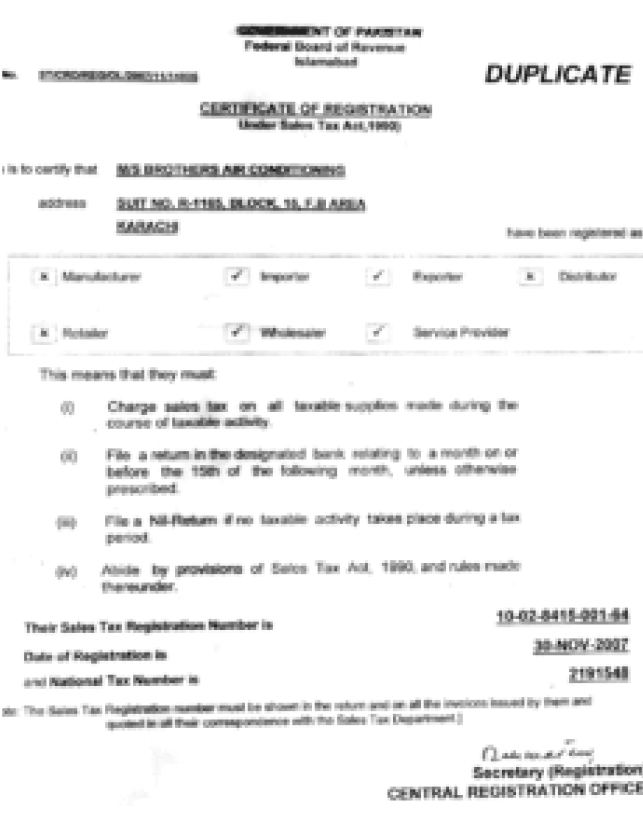 GOVERNMENT OF PAKISTAN
Federal Board of Revenue
Islamabad
No.
DUPLICATE
CERTIFICATE OF REGISTRATION
Under Sales Tax Act, 1990)
is to certify that M/S BROTHERS AIR CONDITIONING
address SUIT NO. R-1165, BLOCK, 16, F.B AREA
KARACHI
have been registered as
x Manufacturer ✓ Importer ✓ Exporter x Distributor
x Retailer ✓ Wholesaler ✓ Service Provider
This means that they must:
(i) Charge sales tax on all taxable supplies made during the
course of taxable activity.
(ii) File a return in the designated bank relating to a month on or
before the 15th of the following month, unless otherwise
prescribed.
(iii) File a Nil-Return if no taxable activity takes place during a tax
period.
(iv) Abide by provisions of Sales Tax Act, 1990, and rules made
thereunder.
Their Sales Tax Registration Number is 10-02-8415-001-64
Date of Registration is 30-NOV-2007
and National Tax Number is 2191548
The Sales Tax Registration number must be shown in the return and on all the invoices issued by them and
quoted in all their correspondence with the Sales Tax Department.]
Secretary (Registration
CENTRAL REGISTRATION OFFICE